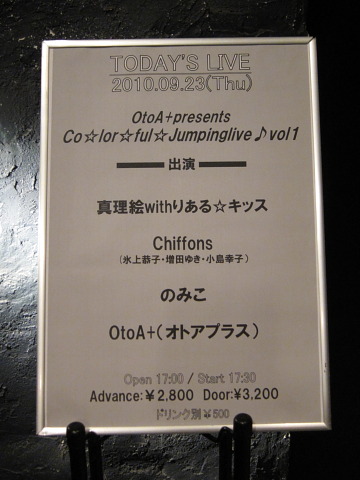 TODAY'S LIVE
2010.09.23(Thu)
OtoA+presents
Co☆lor☆ful☆Jumpinglive♪vol1
出演
真理絵withりある☆キッス
Chiffons
(氷上恭子・増田ゆき・小島幸子)
のみこ
OtoA+(オトアプラス)
Open 17:00 / Start 17:30
Advance:¥2,800 Door:¥3,200
ドリンク別¥500